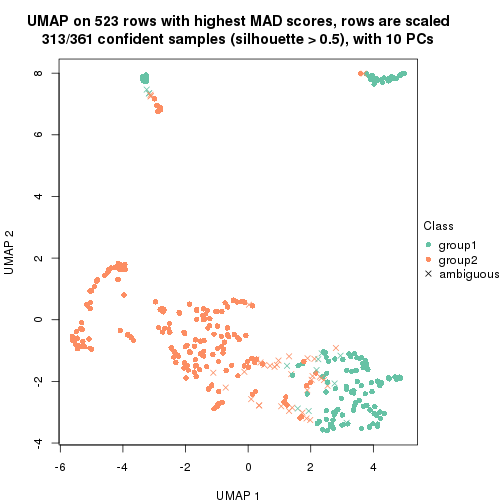 UMAP on 523 rows with highest MAD scores, rows are scaled
313/361 confident samples (silhouette > 0.5), with 10 PCs
8
6
4
2
0
-2
-4
UMAP 2
-6
-4
-2
0
2
4
UMAP 1
Class
group1
group2
ambiguous